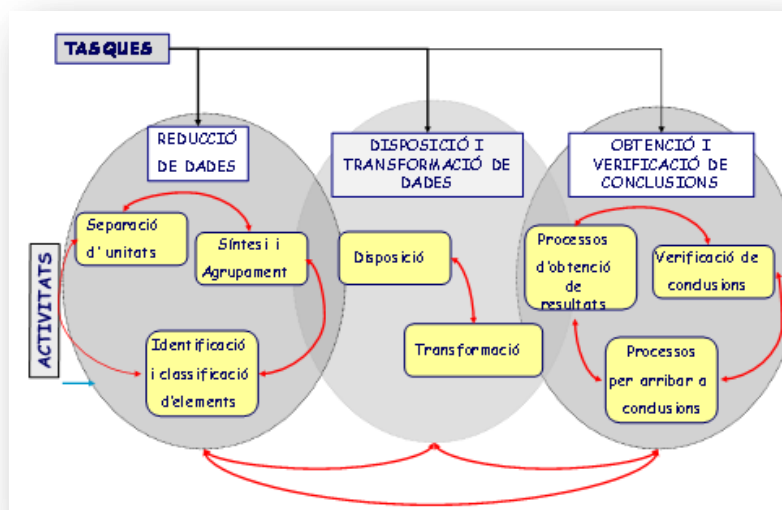 TASQUES
REDUCCIÓ
DE DADES
DISPOSICIÓ I
TRANSFORMACIÓ DE
DADES
OBTENCIÓ I
VERIFICACIÓ DE
CONCLUSIONS
ACTIVITATS
Separació
d'unitats
Síntesi i
Agrupament
Identificació
i classificació
d'elements
Disposició
Transformació
Processos
d'obtenció
de
resultats
Verificació de
conclusions
Processos
per arribar a
conclusions